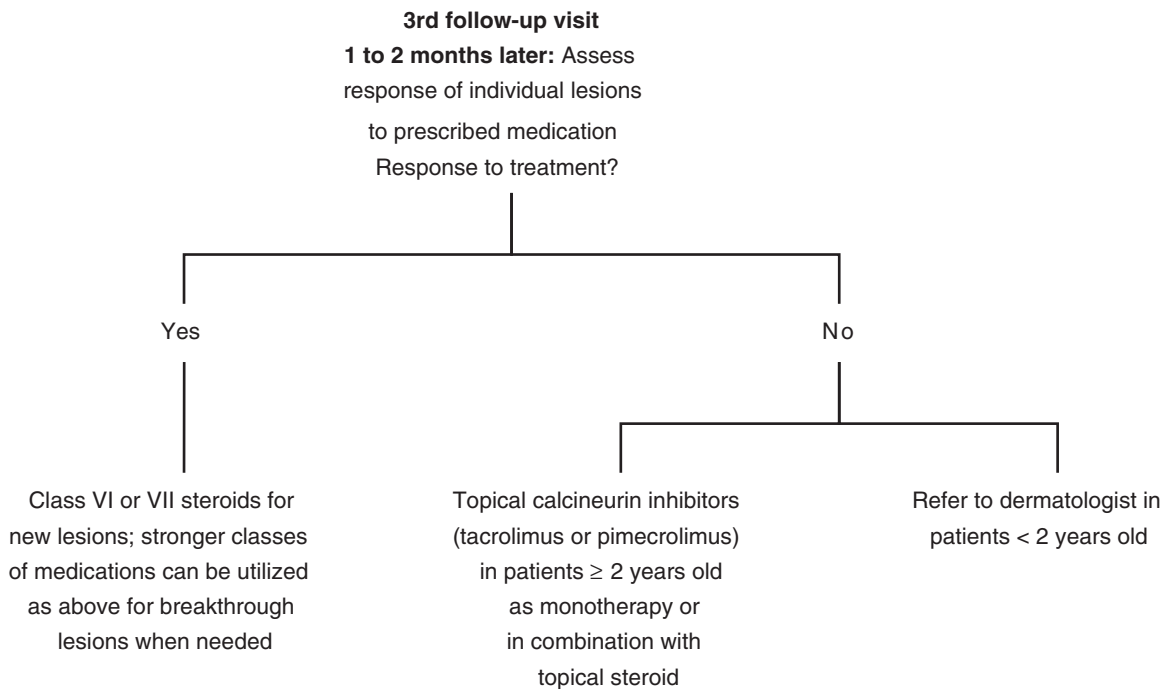 3rd follow-up visit
1 to 2 months later: Assess
response of individual lesions
to prescribed medication
Response to treatment?
Yes
No
Class VI or VII steroids for
new lesions; stronger classes
of medications can be utilized
as above for breakthrough
lesions when needed
Topical calcineurin inhibitors
(tacrolimus or pimecrolimus)
in patients ≥ 2 years old
as monotherapy or
in combination with
topical steroid
Refer to dermatologist in
patients < 2 years old